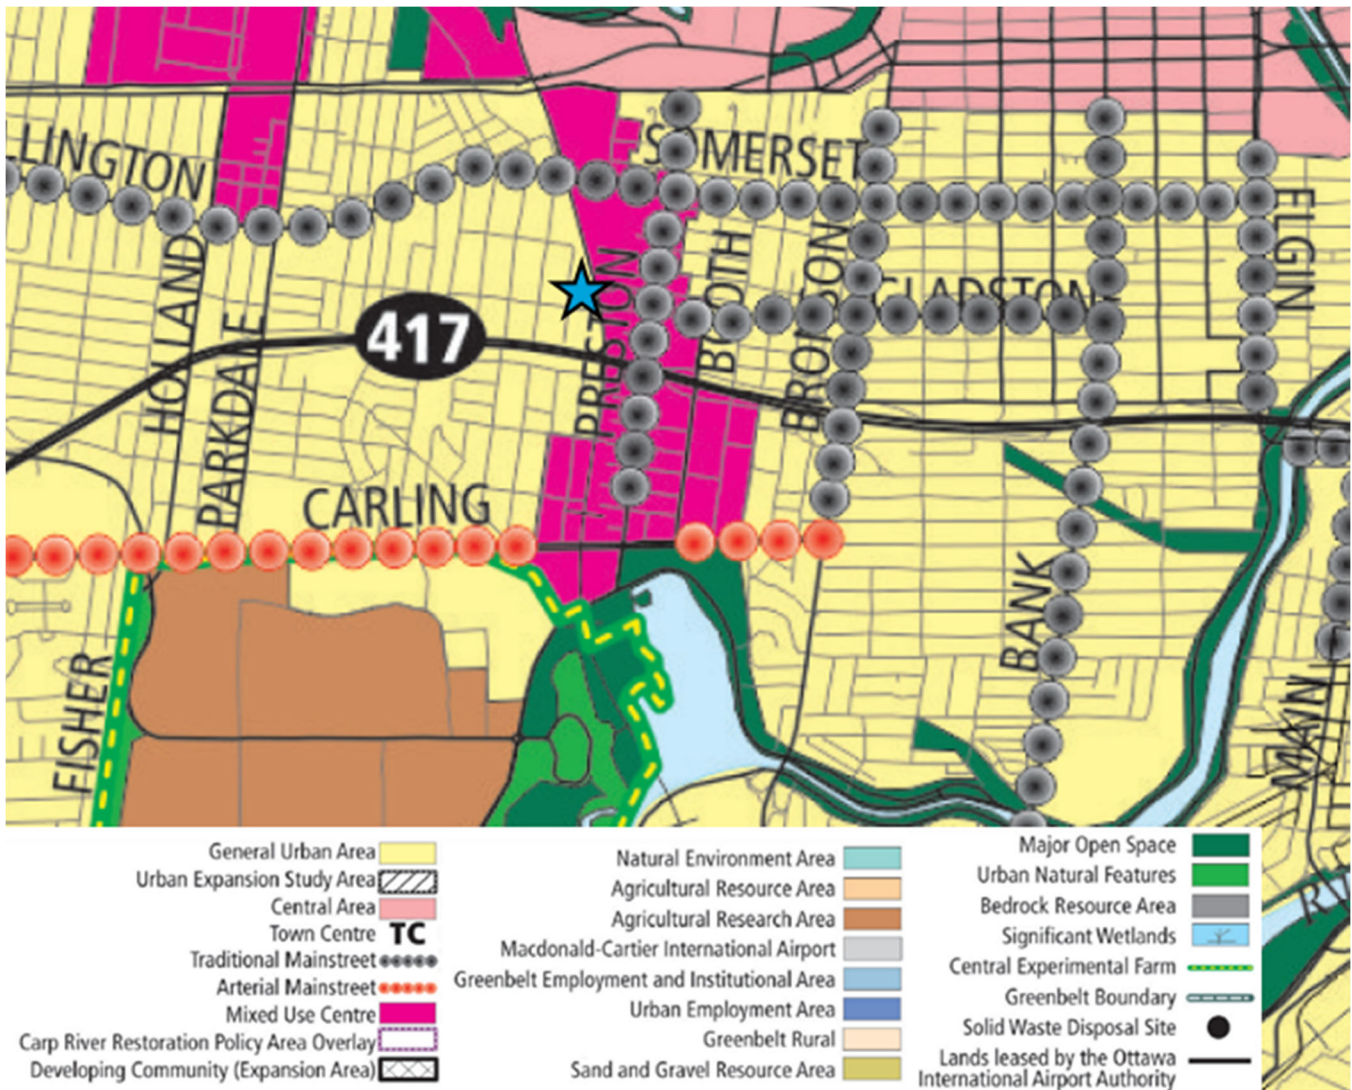 LLINGTON
SOMERSET
ELGIN
HOLLAND
PARKDALE
417
PRESTON
BOOTH
BRONSON
GLADSTONE
CARLING
BANK
FISHER
MAIN
General Urban Area
Urban Expansion Study Area
Central Area
Town Centre TC
Traditional Mainstreet
Arterial Mainstreet
Mixed Use Centre
Carp River Restoration Policy Area Overlay
Developing Community (Expansion Area)
Natural Environment Area
Agricultural Resource Area
Agricultural Research Area
Macdonald-Cartier International Airport
Greenbelt Employment and Institutional Area
Urban Employment Area
Greenbelt Rural
Sand and Gravel Resource Area
Major Open Space
Urban Natural Features
Bedrock Resource Area
Significant Wetlands
Central Experimental Farm
Greenbelt Boundary
Solid Waste Disposal Site
Lands leased by the Ottawa
International Airport Authority